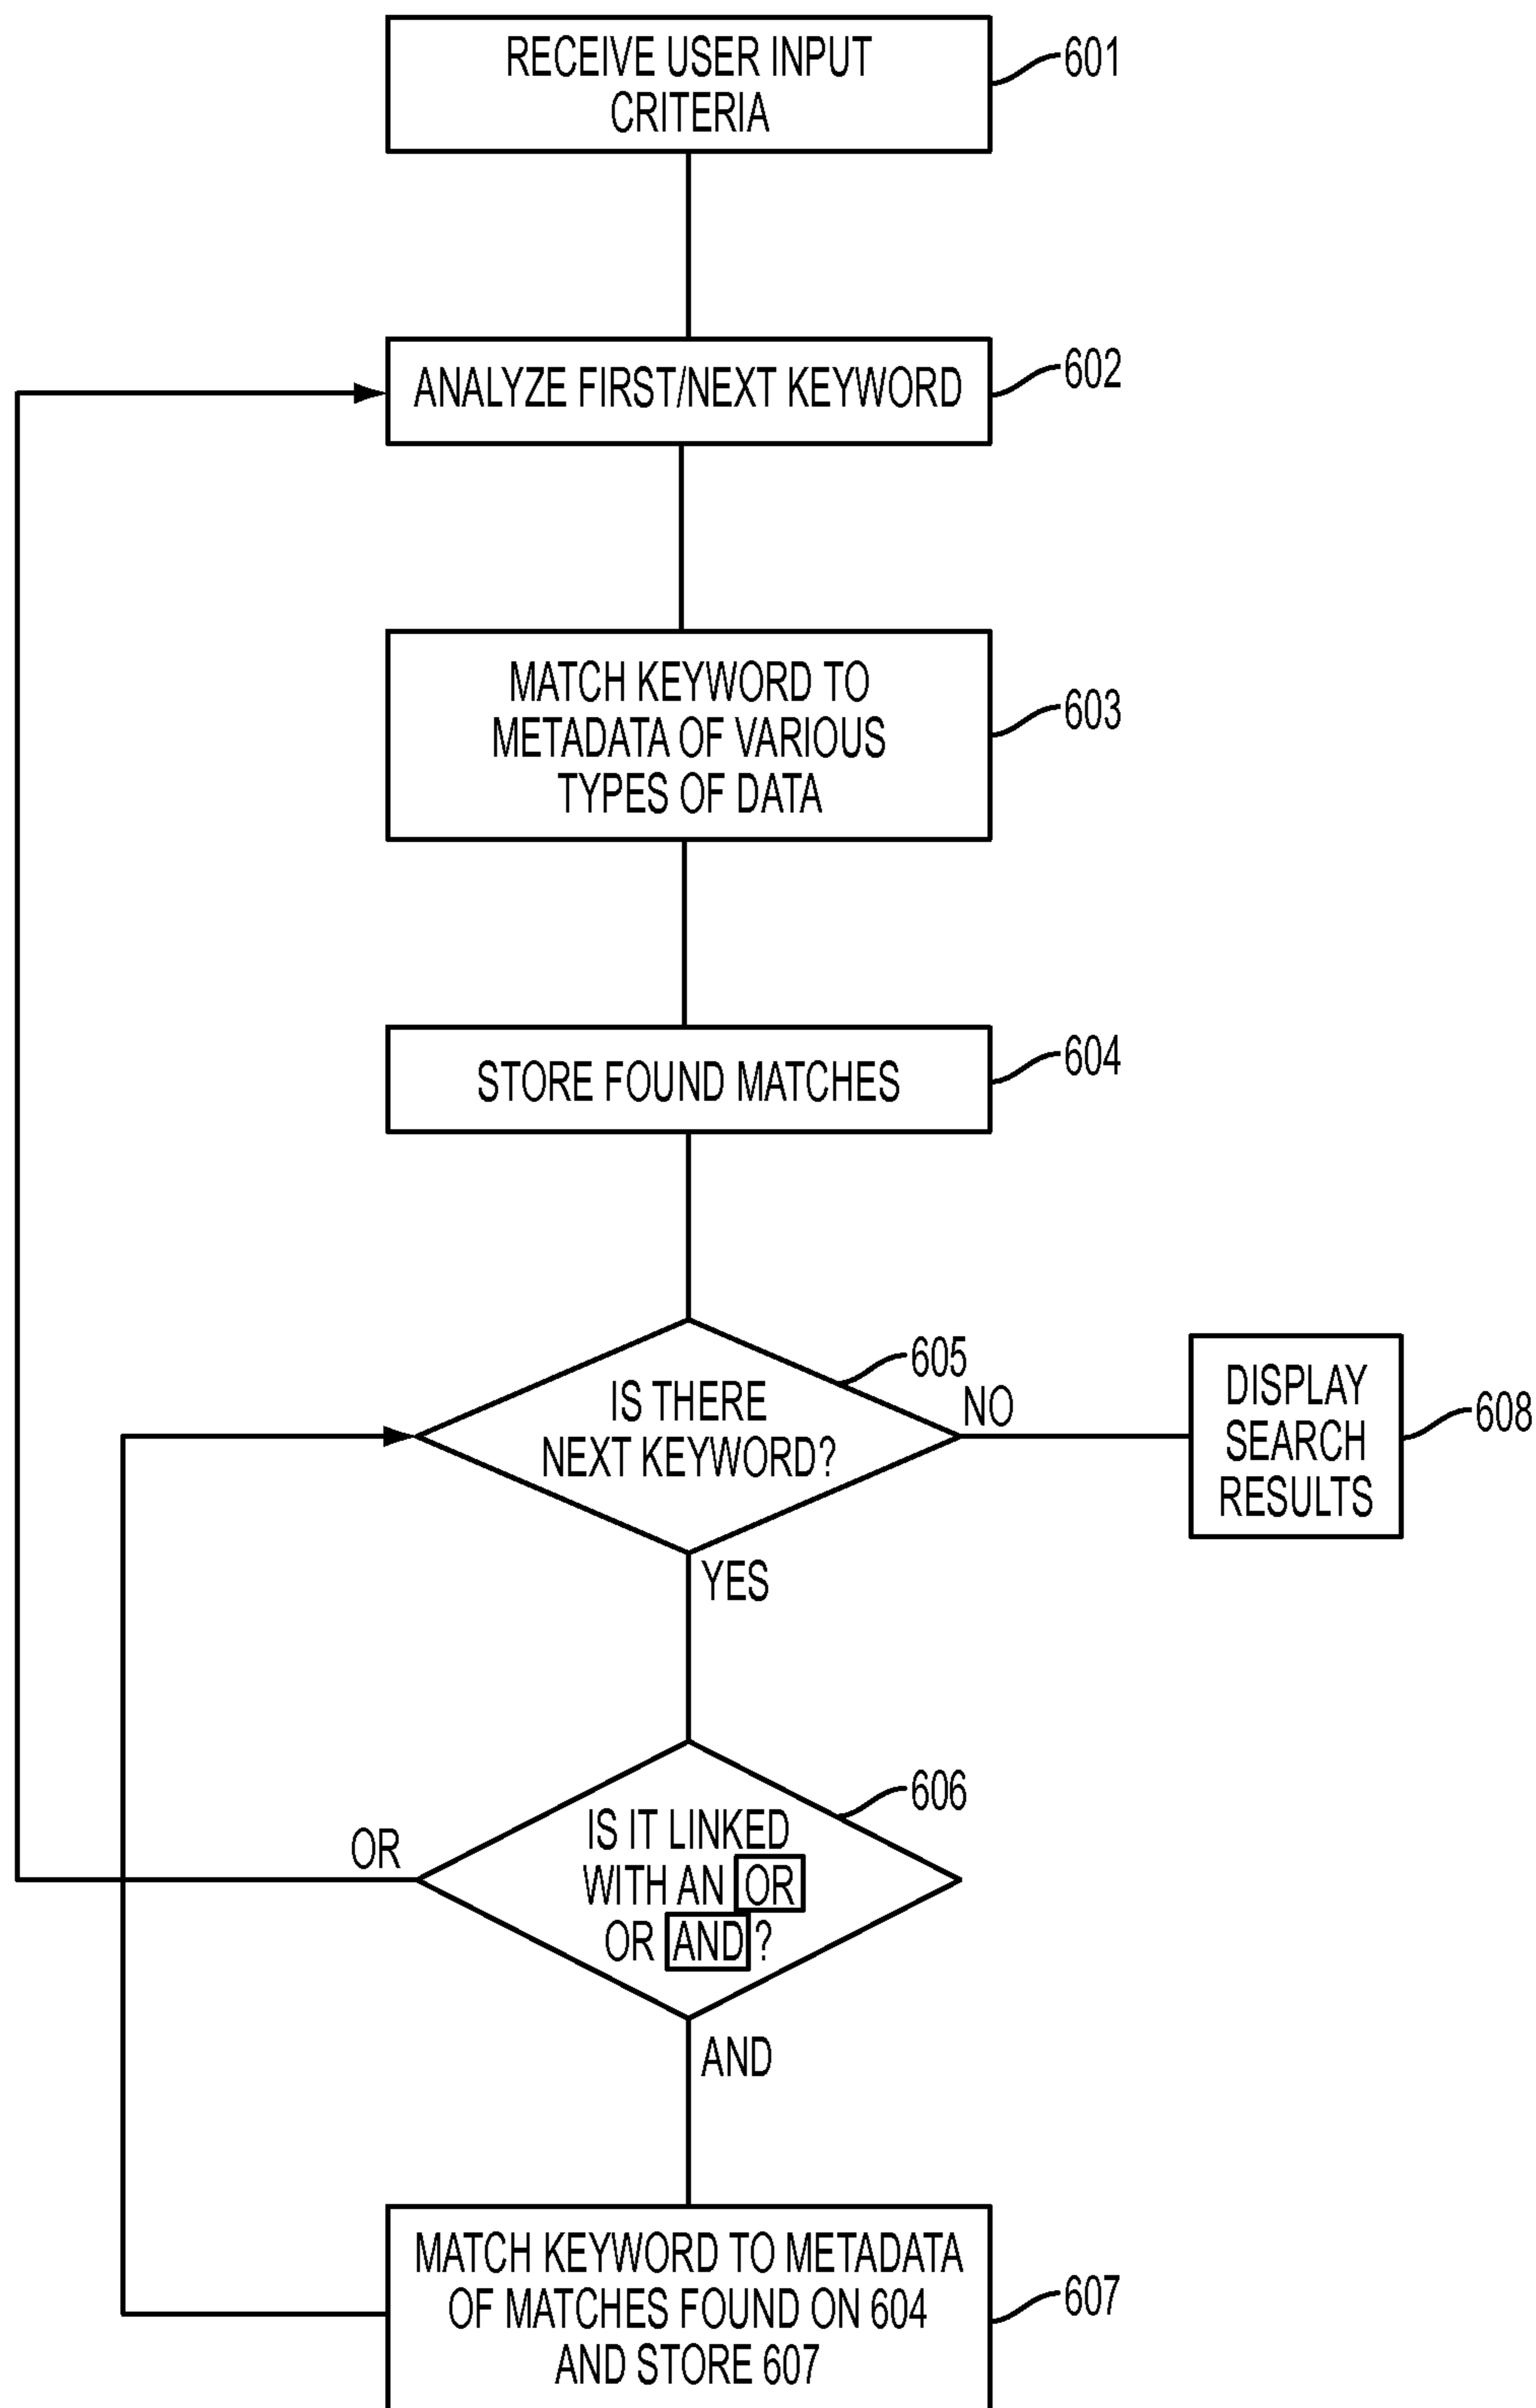 RECEIVE USER INPUT
CRITERIA
601
ANALYZE FIRST/NEXT KEYWORD
602
MATCH KEYWORD TO
METADATA OF VARIOUS
TYPES OF DATA
603
STORE FOUND MATCHES
604
IS THERE
NEXT KEYWORD?
605
NO
DISPLAY
SEARCH
RESULTS
608
YES
IS IT LINKED
WITH AN OR
OR AND ?
606
OR
AND
MATCH KEYWORD TO METADATA
OF MATCHES FOUND ON 604
AND STORE 607
607